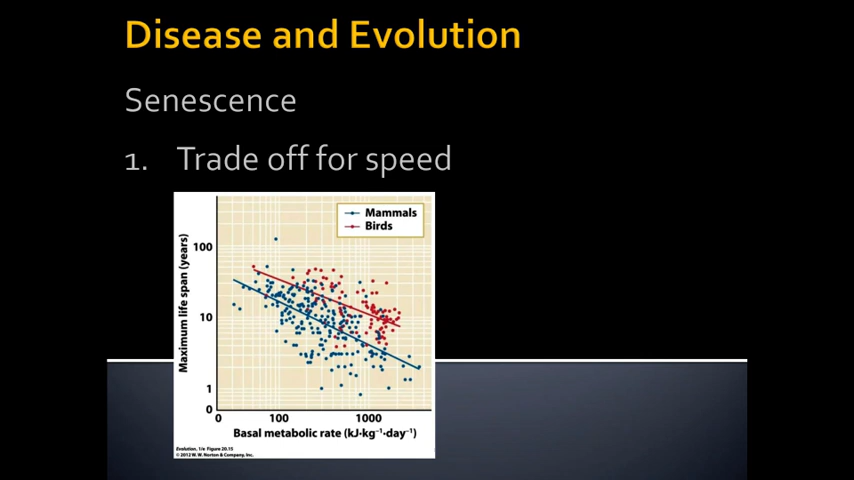 Disease and Evolution
Senescence
1. Trade off for speed
Mammals
Birds
Maximum life span (years)
100
10
1
0
0 100 1000
Basal metabolic rate (kJ·kg⁻¹·day⁻¹)
Evolution, 1/e Figure 20.15
© 2012 W. W. Norton & Company, Inc.